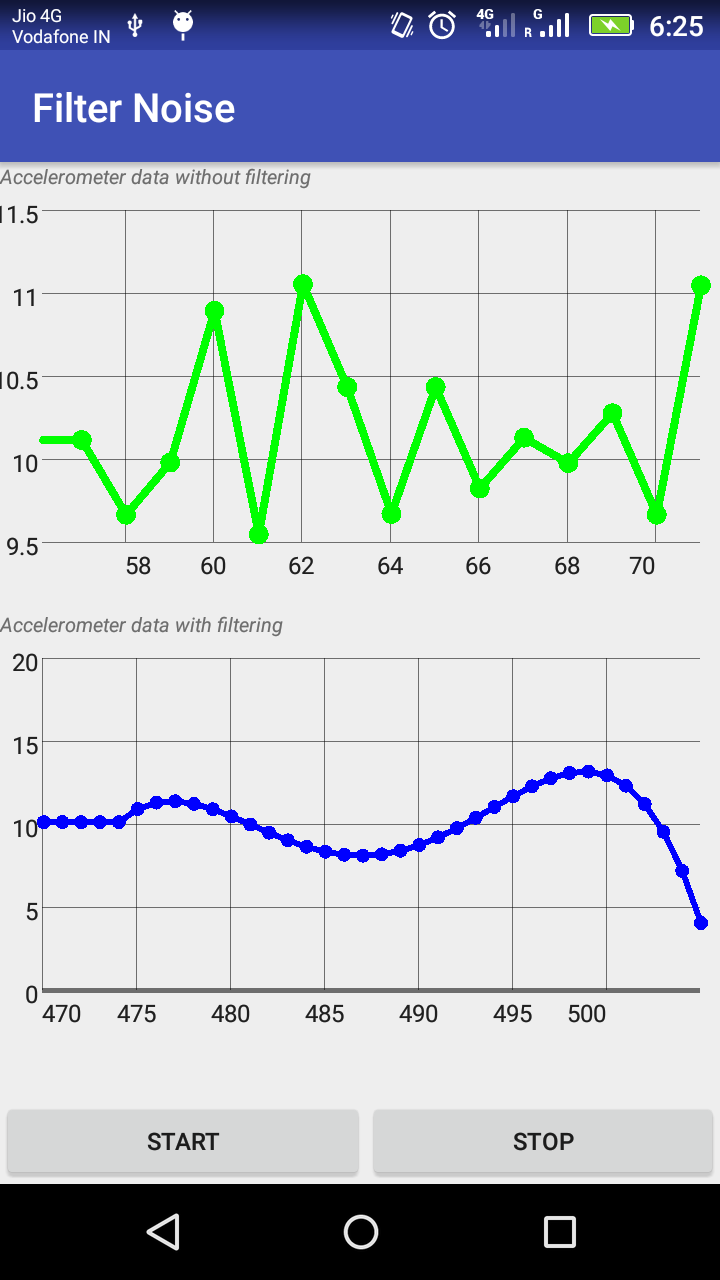 Jio 4G
Vodafone IN
4G R G 6:25
Filter Noise
Accelerometer data without filtering
11.5
11
10.5
10
9.5
58 60 62 64 66 68 70
Accelerometer data with filtering
20
15
10
5
0
470 475 480 485 490 495 500
START STOP